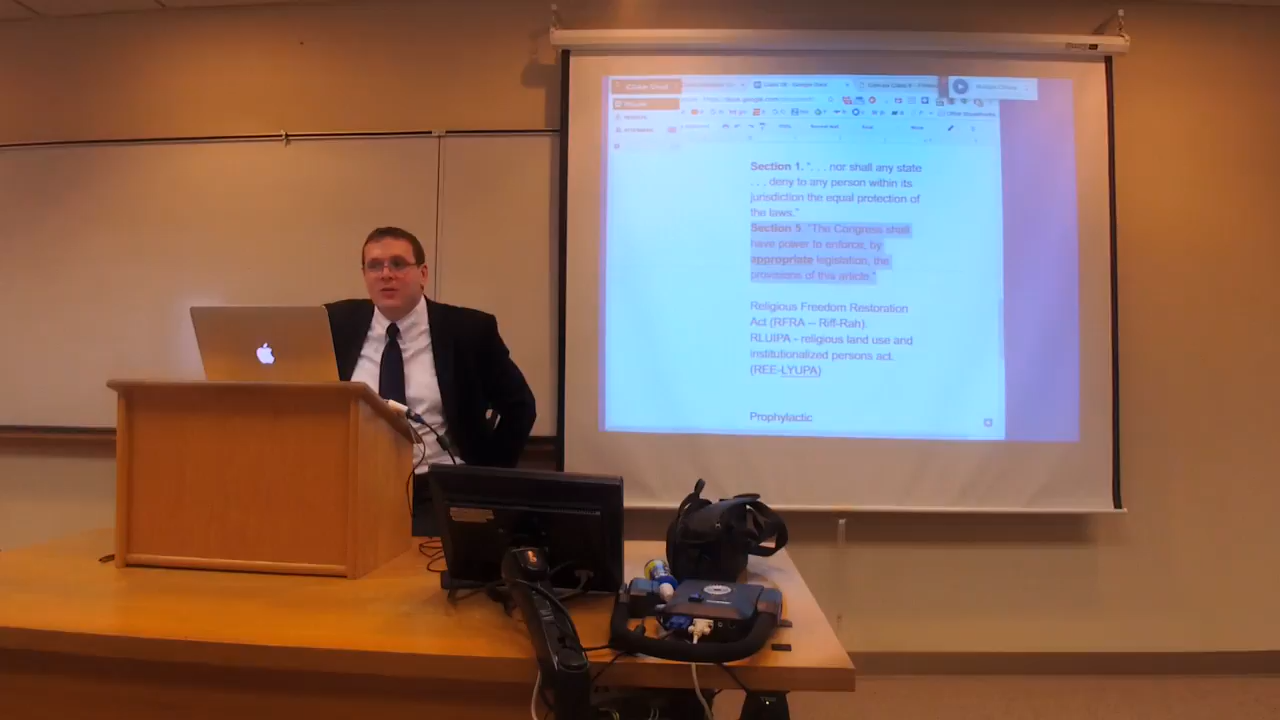 Section 1. ". . . nor shall any state
. . . deny to any person within its
jurisdiction the equal protection of
the laws."
Section 5. "The Congress shall
have power to enforce, by
appropriate legislation, the
provisions of this article."
Religious Freedom Restoration
Act (RFRA – Riff-Rah).
RLUIPA - religious land use and
institutionalized persons act.
(REE-LYUPA)
Prophylactic